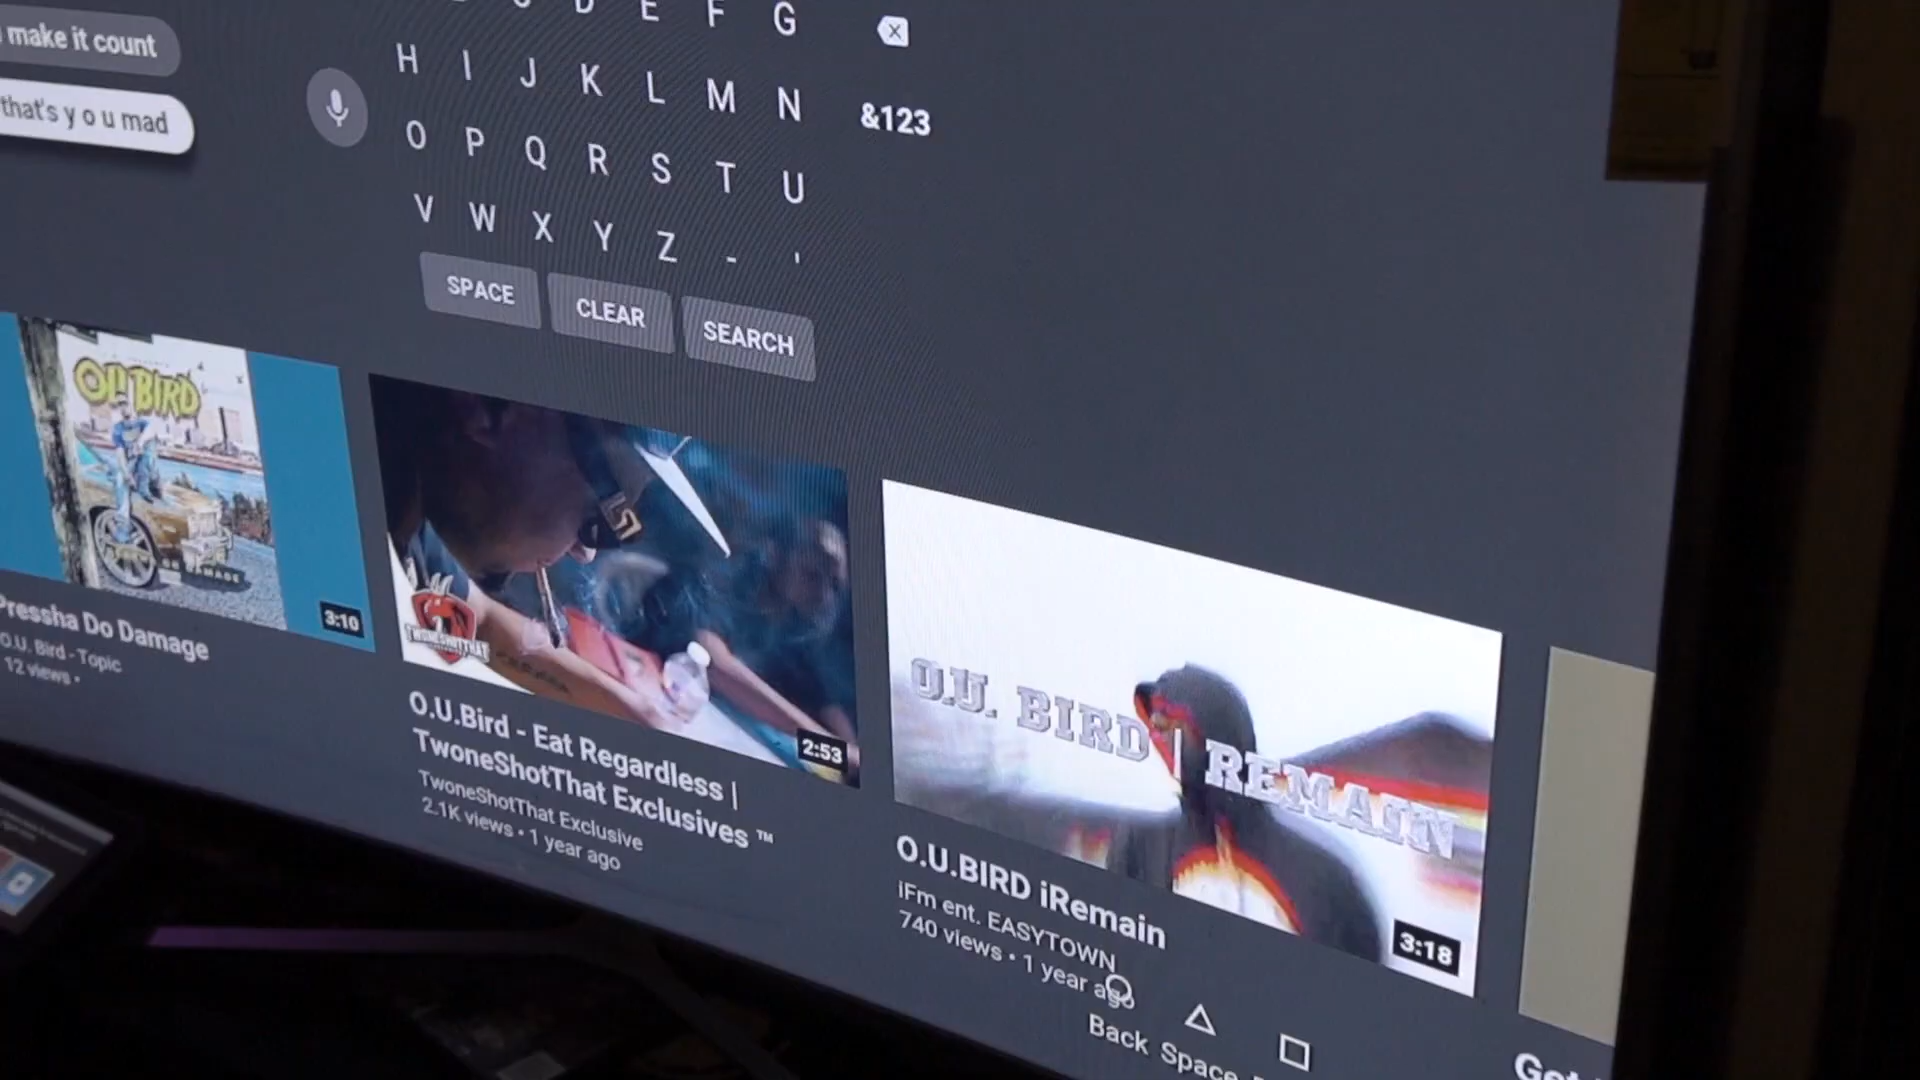 make it count
that's y o u mad
D E F G
H I J K L M N
&123
O P Q R S T U
V W X Y Z - '
SPACE CLEAR SEARCH
O.U BIRD
3:10
Pressha Do Damage
O.U. Bird - Topic
12 views •
TWONESHOTTHAT
2:53
O.U.Bird - Eat Regardless |
TwoneShotThat Exclusives ™
TwoneShotThat Exclusive
2.1K views • 1 year ago
O.U. BIRD | REMAIN
3:18
O.U.BIRD iRemain
iFm ent. EASYTOWN
740 views • 1 year ago
Back Space